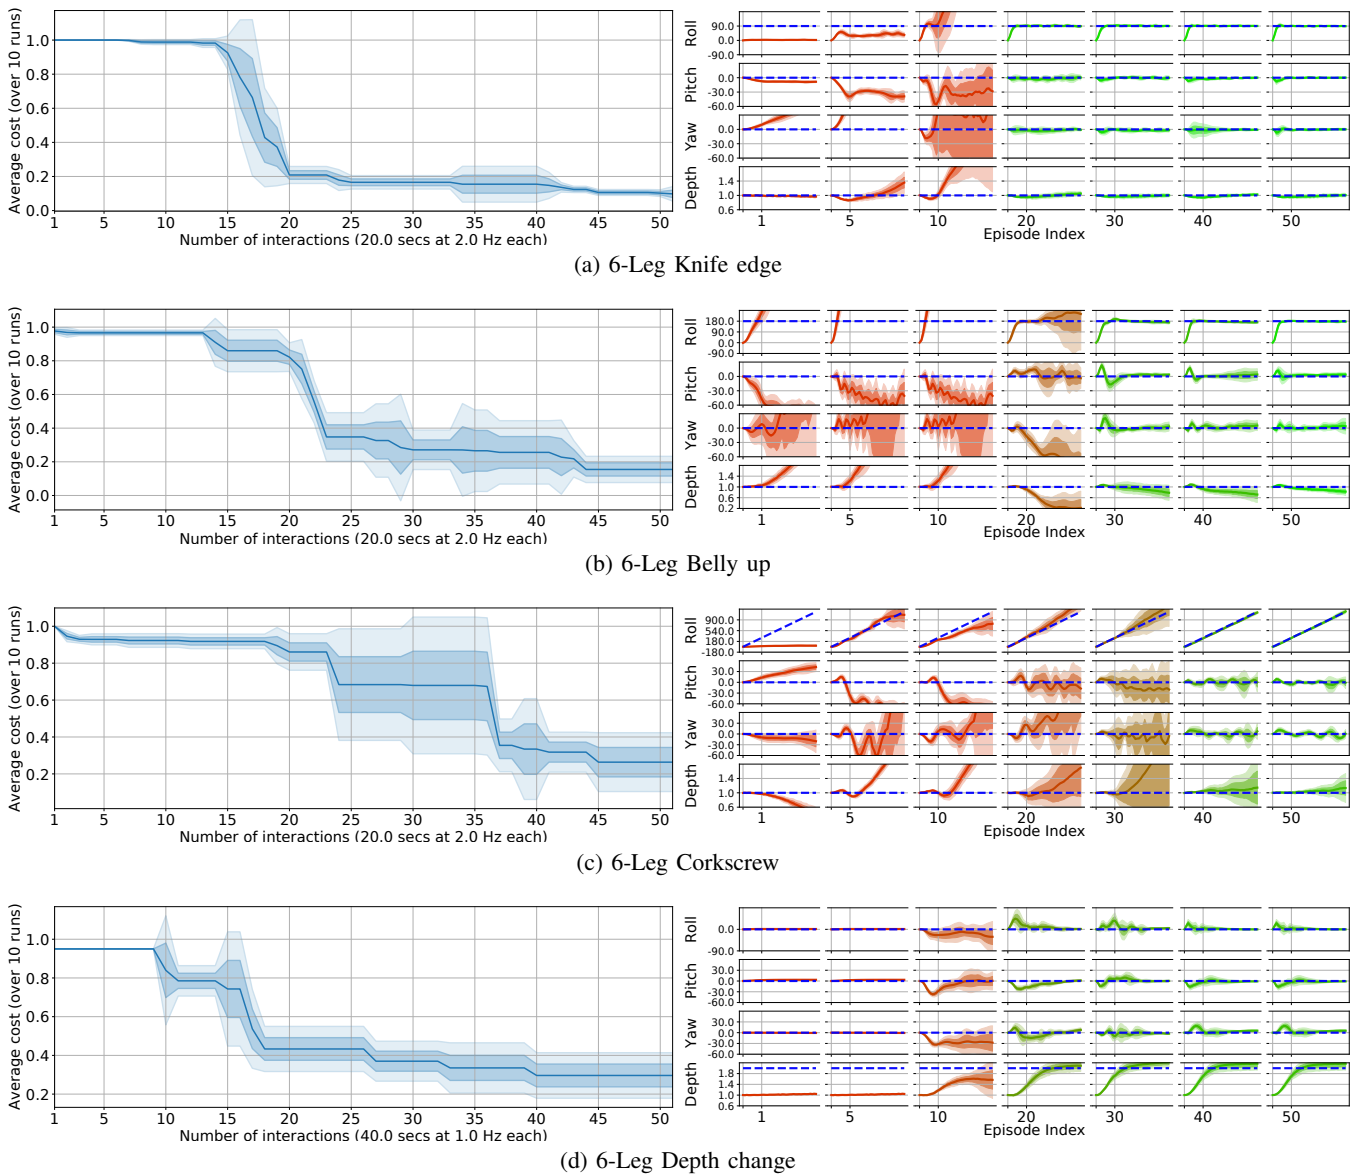 Average cost (over 10 runs)
1.0
0.8
0.6
0.4
0.2
0.0
1 5 10 15 20 25 30 35 40 45 50
Number of interactions (20.0 secs at 2.0 Hz each)
Roll
90.0
0.0
-90.0
Pitch
0.0
-30.0
-60.0
Yaw
0.0
-30.0
-60.0
Depth
1.4
1.0
0.6
1 5 10 20 30 40 50
Episode Index
(a) 6-Leg Knife edge
Average cost (over 10 runs)
1.0
0.8
0.6
0.4
0.2
0.0
1 5 10 15 20 25 30 35 40 45 50
Number of interactions (20.0 secs at 2.0 Hz each)
Roll
180.0
90.0
0.0
-90.0
Pitch
0.0
-30.0
-60.0
Yaw
0.0
-30.0
-60.0
Depth
1.4
1.0
0.6
0.2
1 5 10 20 30 40 50
Episode Index
(b) 6-Leg Belly up
Average cost (over 10 runs)
1.0
0.8
0.6
0.4
0.2
1 5 10 15 20 25 30 35 40 45 50
Number of interactions (20.0 secs at 2.0 Hz each)
Roll
900.0
540.0
180.0
-180.0
Pitch
30.0
0.0
-30.0
-60.0
Yaw
30.0
0.0
-30.0
-60.0
Depth
1.4
1.0
0.6
1 5 10 20 30 40 50
Episode Index
(c) 6-Leg Corkscrew
Average cost (over 10 runs)
1.0
0.8
0.6
0.4
0.2
1 5 10 15 20 25 30 35 40 45 50
Number of interactions (40.0 secs at 1.0 Hz each)
Roll
0.0
-90.0
Pitch
30.0
0.0
-30.0
-60.0
Yaw
30.0
0.0
-30.0
-60.0
Depth
1.8
1.4
1.0
0.6
1 5 10 20 30 40 50
Episode Index
(d) 6-Leg Depth change